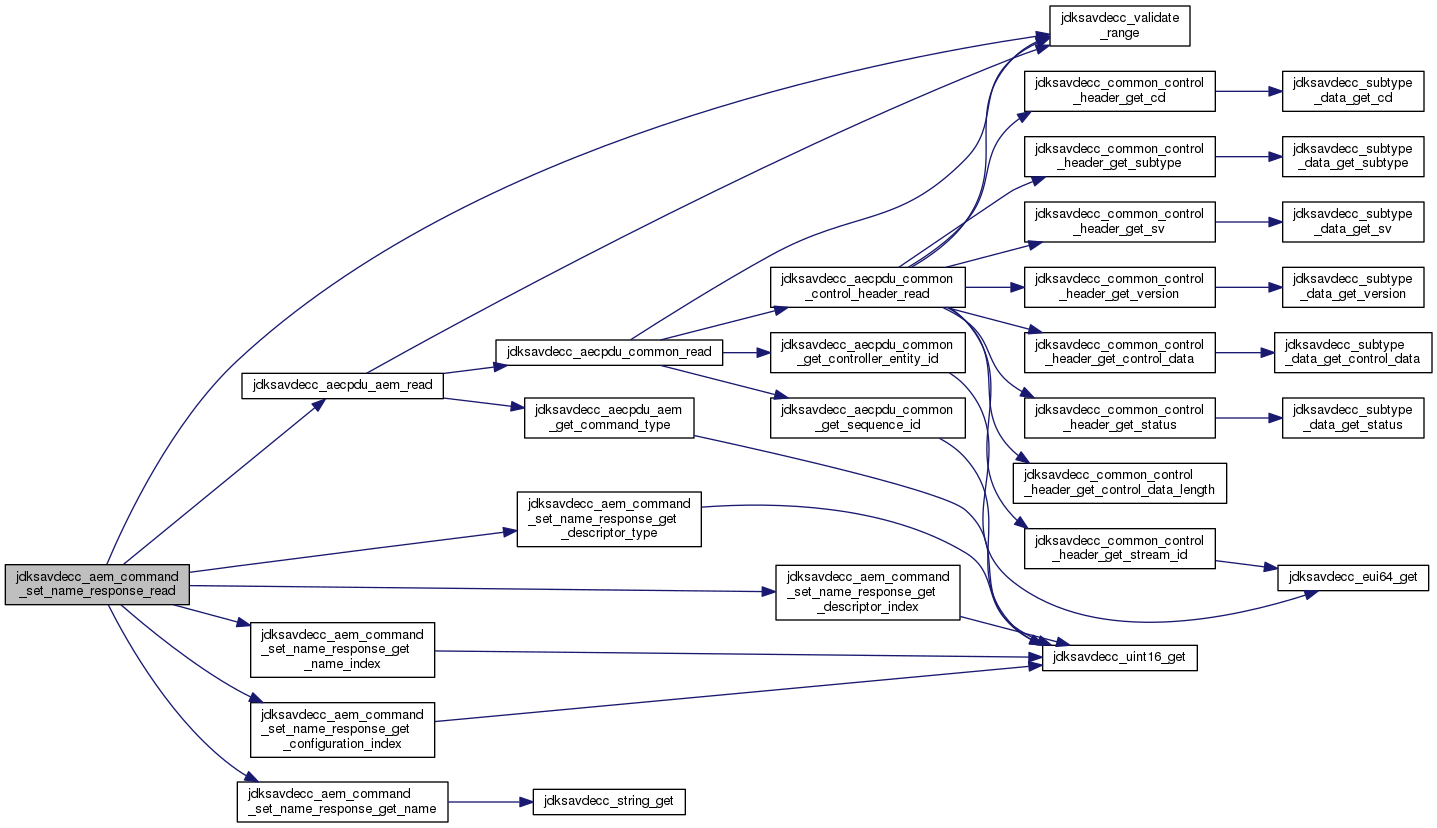 jdksavdecc_validate
_range
jdksavdecc_common_control
_header_get_cd
jdksavdecc_subtype
_data_get_cd
jdksavdecc_common_control
_header_get_subtype
jdksavdecc_subtype
_data_get_subtype
jdksavdecc_common_control
_header_get_sv
jdksavdecc_subtype
_data_get_sv
jdksavdecc_aecpdu_common
_control_header_read
jdksavdecc_common_control
_header_get_version
jdksavdecc_subtype
_data_get_version
jdksavdecc_aecpdu_common_read
jdksavdecc_aecpdu_common
_get_controller_entity_id
jdksavdecc_common_control
_header_get_control_data
jdksavdecc_subtype
_data_get_control_data
jdksavdecc_aecpdu_aem_read
jdksavdecc_aecpdu_aem
_get_command_type
jdksavdecc_aecpdu_common
_get_sequence_id
jdksavdecc_common_control
_header_get_status
jdksavdecc_subtype
_data_get_status
jdksavdecc_common_control
_header_get_control_data_length
jdksavdecc_aem_command
_set_name_response_get
_descriptor_type
jdksavdecc_common_control
_header_get_stream_id
jdksavdecc_eui64_get
jdksavdecc_aem_command
_set_name_response_read
jdksavdecc_aem_command
_set_name_response_get
_descriptor_index
jdksavdecc_aem_command
_set_name_response_get
_name_index
jdksavdecc_uint16_get
jdksavdecc_aem_command
_set_name_response_get
_configuration_index
jdksavdecc_aem_command
_set_name_response_get_name
jdksavdecc_string_get